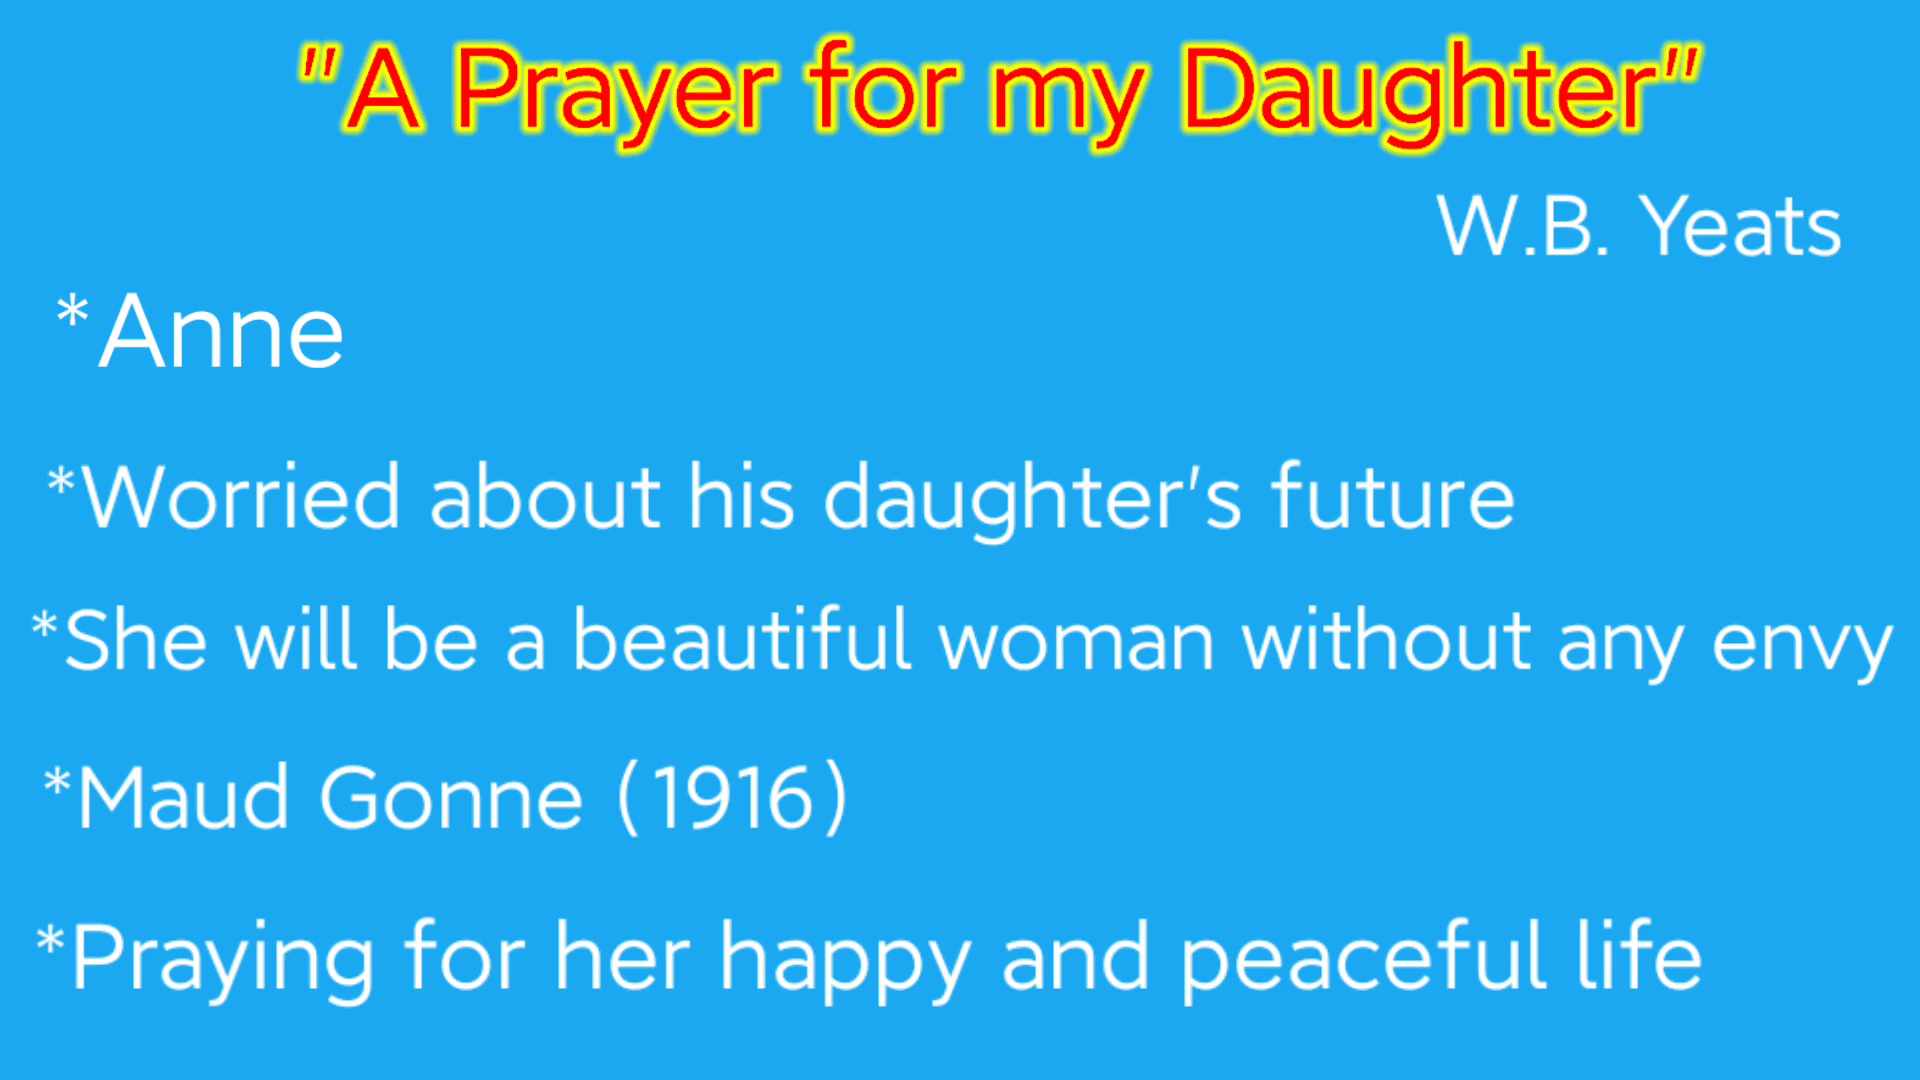 "A Prayer for my Daughter"
W.B. Yeats
*Anne
*Worried about his daughter's future
*She will be a beautiful woman without any envy
*Maud Gonne (1916)
*Praying for her happy and peaceful life